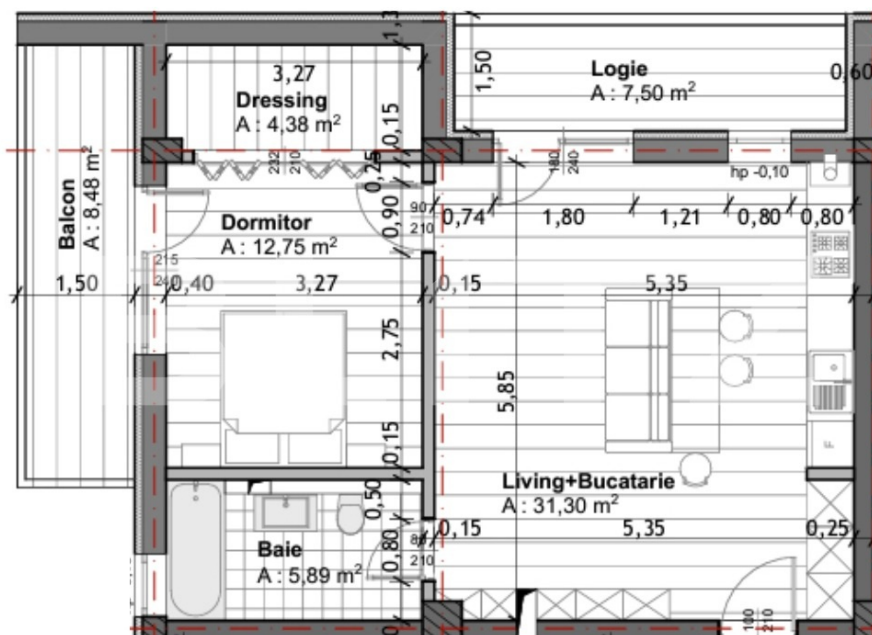 1,3
3,27
Dressing
A : 4,38 m²
0,15
1,50
Logie
A : 7,50 m²
0,60
232
210
0,25
180
240
hp -0,10
Balcon
A : 8,48 m²
Dormitor
A : 12,75 m²
0,90
90
210
0,74
1,80
1,21
0,80
0,80
215
1,50
0,40
3,27
0,15
5,35
2,75
5,85
0,15
F
Living+Bucatarie
A : 31,30 m²
0,50
0,15
5,35
0,25
Baie
A : 5,89 m²
0,80
210
100
210